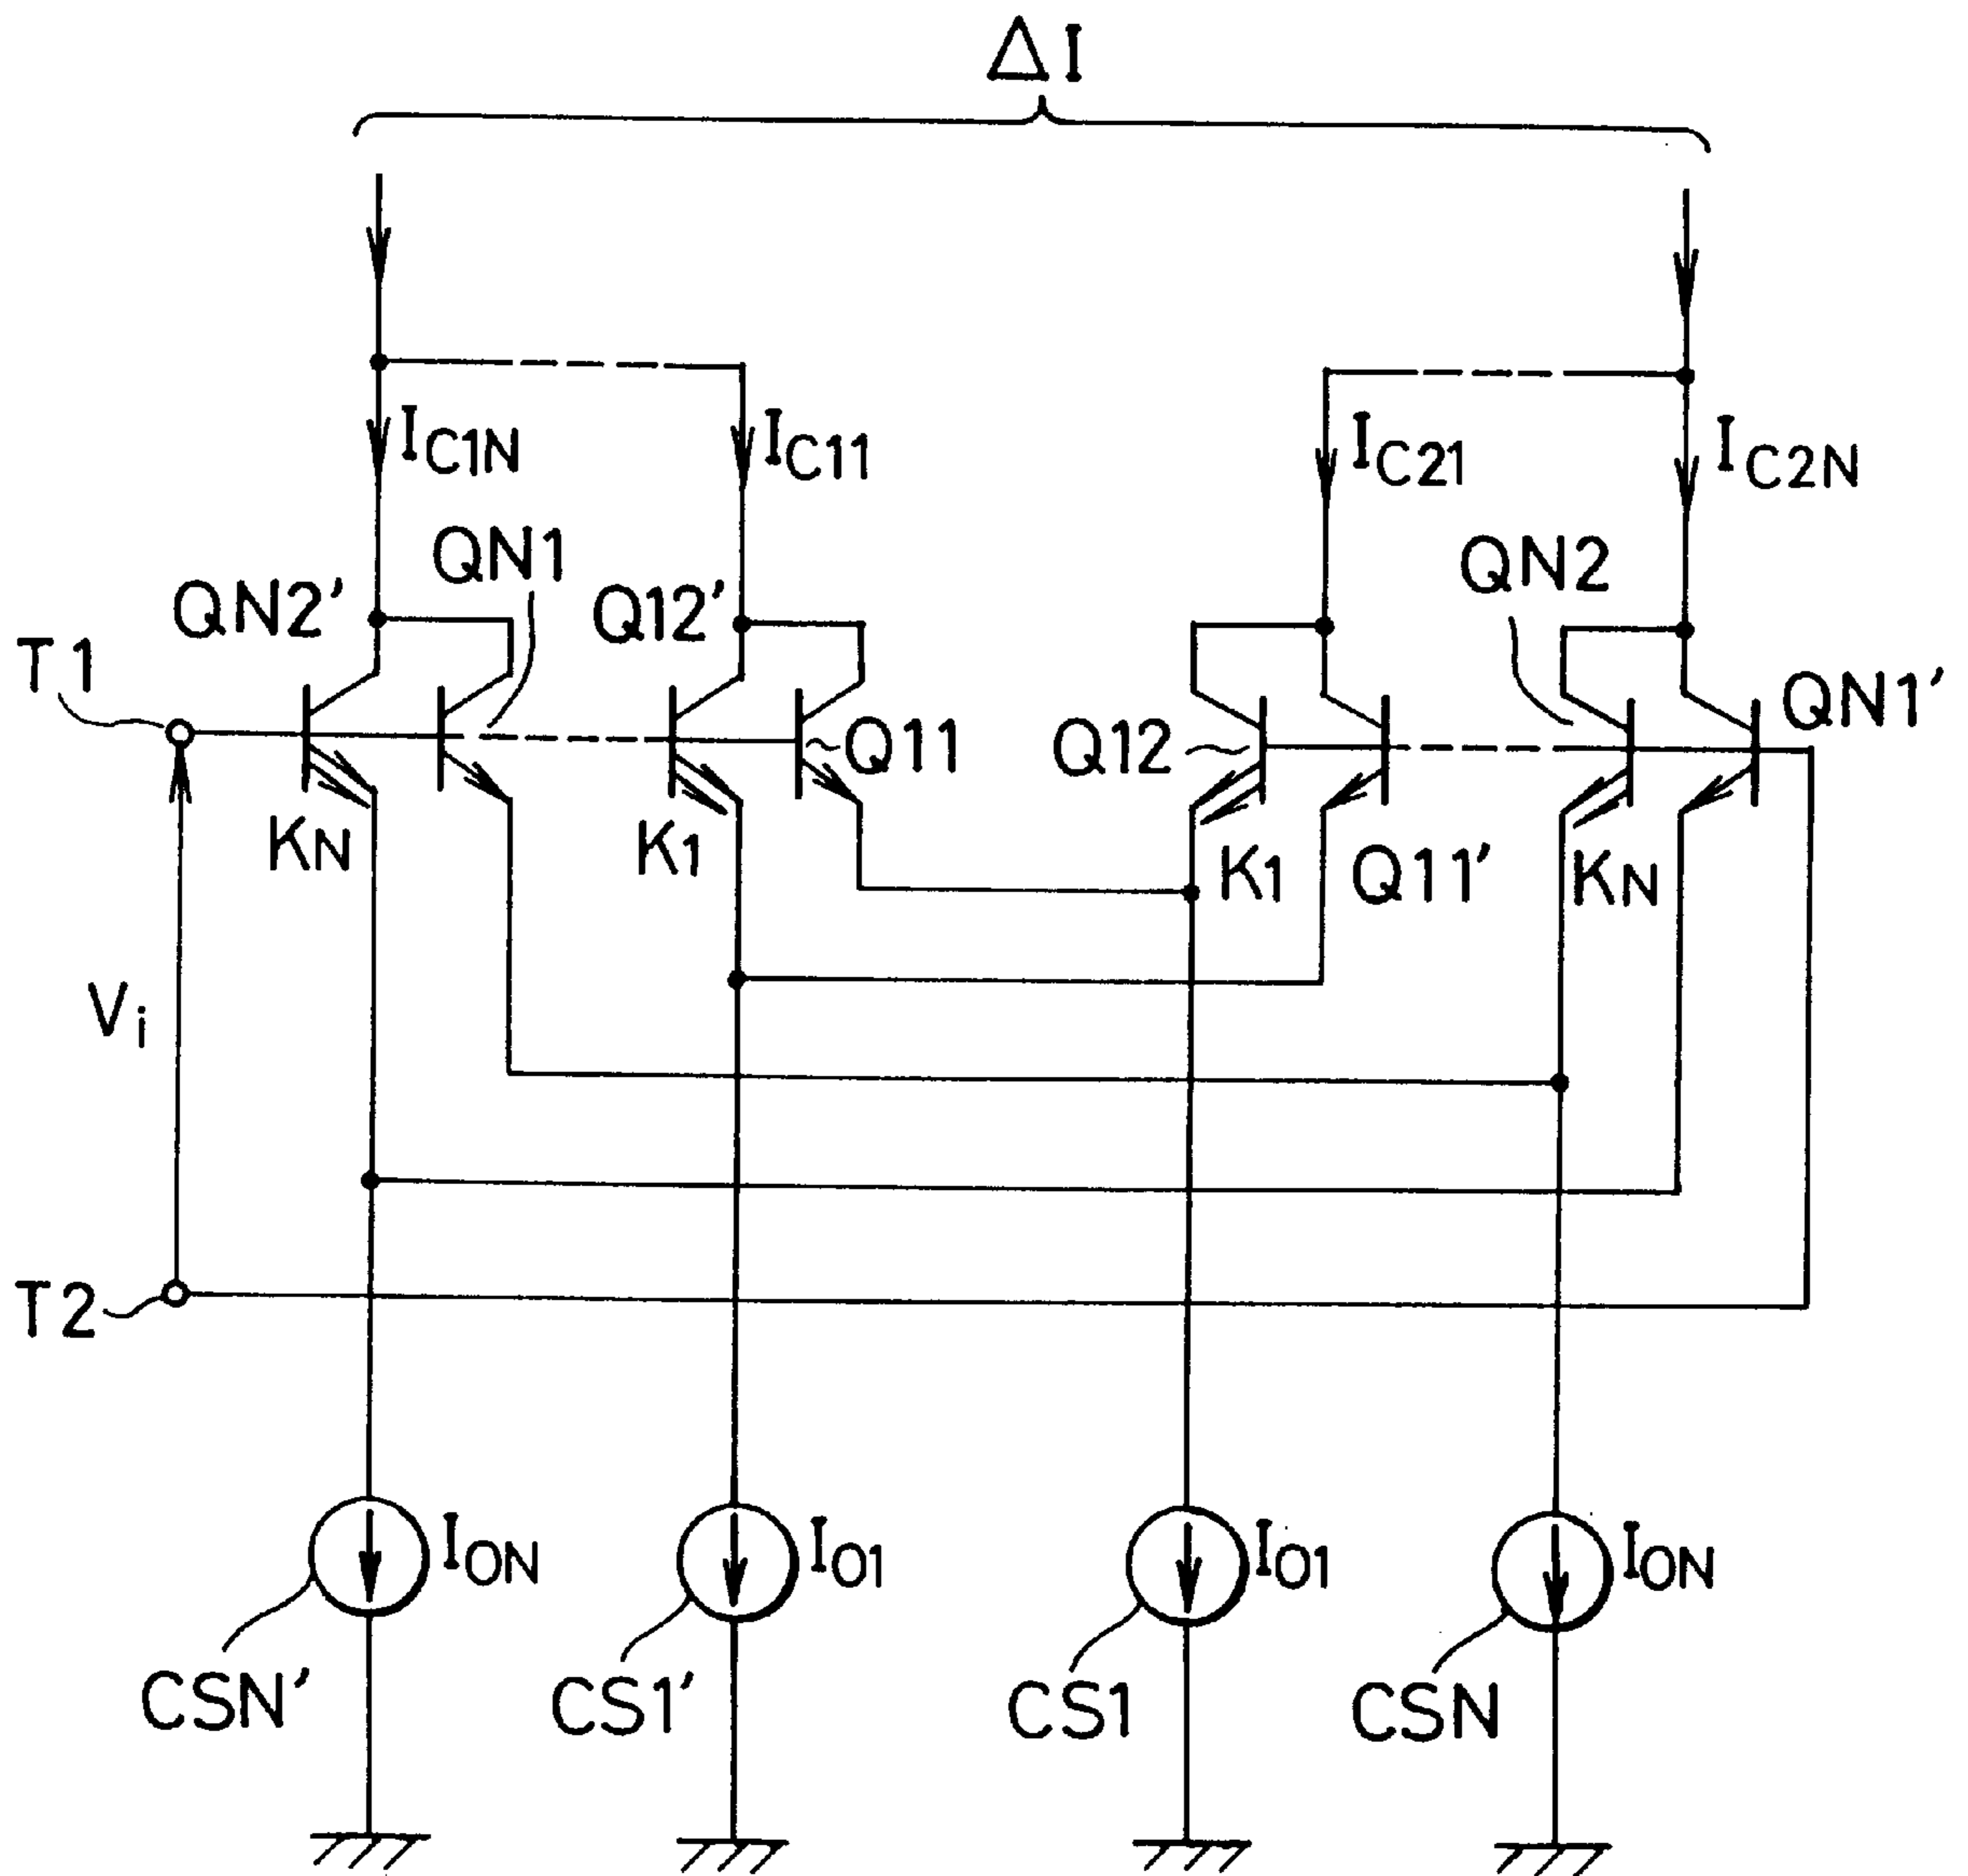 ΔI
IC1N
IC11
IC21
IC2N
QN1
QN2
QN2'
Q12'
T1
QN1'
Q11
Q12
KN
K1
K1
Q11'
KN
Vi
T2
ION
IO1
IO1
ION
CSN'
CS1'
CS1
CSN